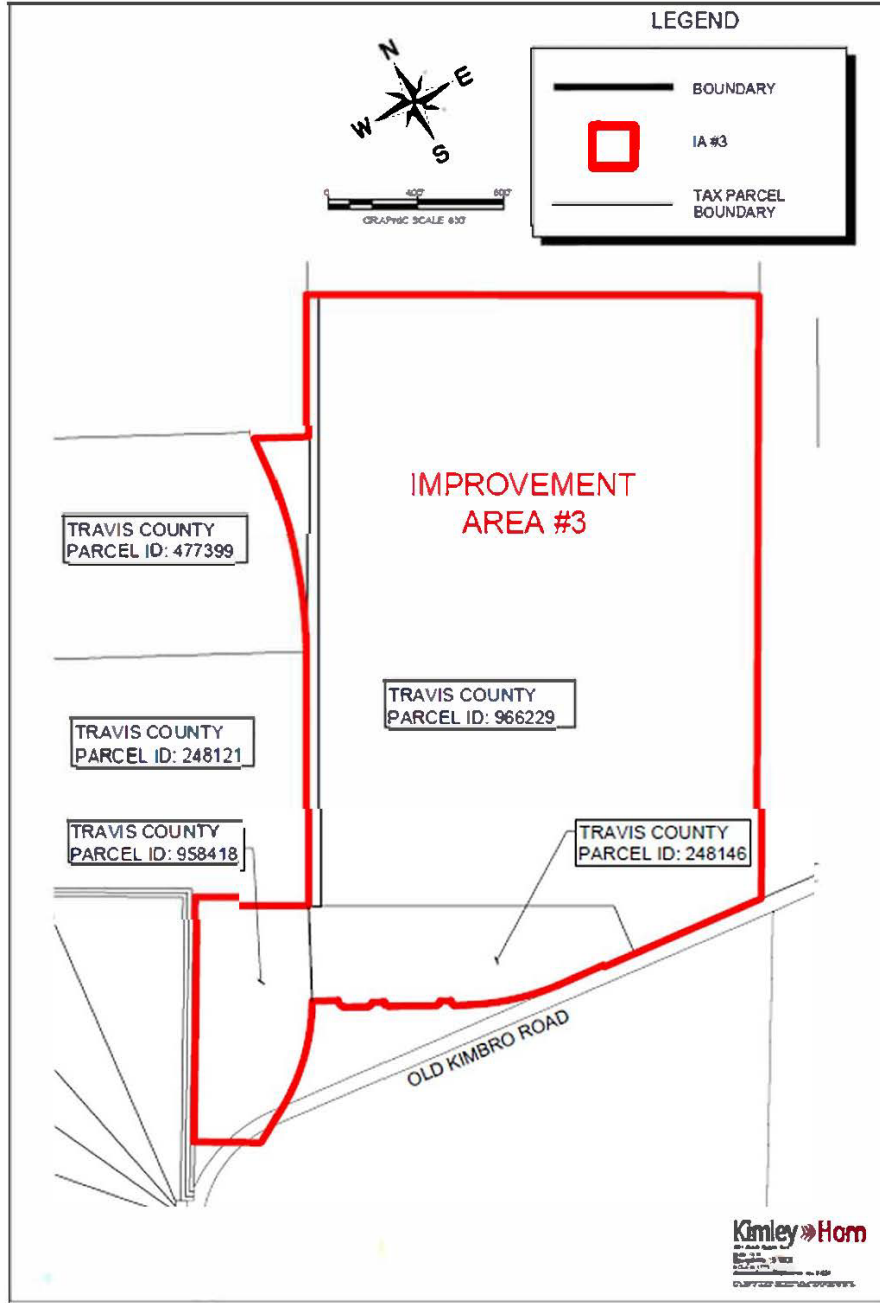 LEGEND
BOUNDARY
IA #3
TAX PARCEL
BOUNDARY
N
E
W
S
0
GRAPHIC SCALE
IMPROVEMENT
AREA #3
TRAVIS COUNTY
PARCEL ID: 477399
TRAVIS COUNTY
PARCEL ID: 966229
TRAVIS COUNTY
PARCEL ID: 248121
TRAVIS COUNTY
PARCEL ID: 958418
TRAVIS COUNTY
PARCEL ID: 248146
OLD KIMBRO ROAD
Kimley»Horn